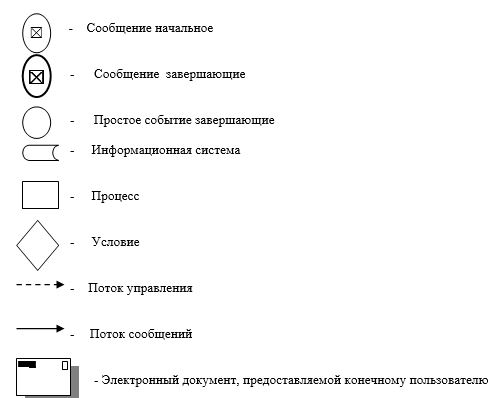 - Сообщение начальное
- Сообщение завершающие
- Простое событие завершающие
- Информационная система
- Процесс
- Условие
- Поток управления
- Поток сообщений
- Электронный документ, предоставляемой конечному пользователю